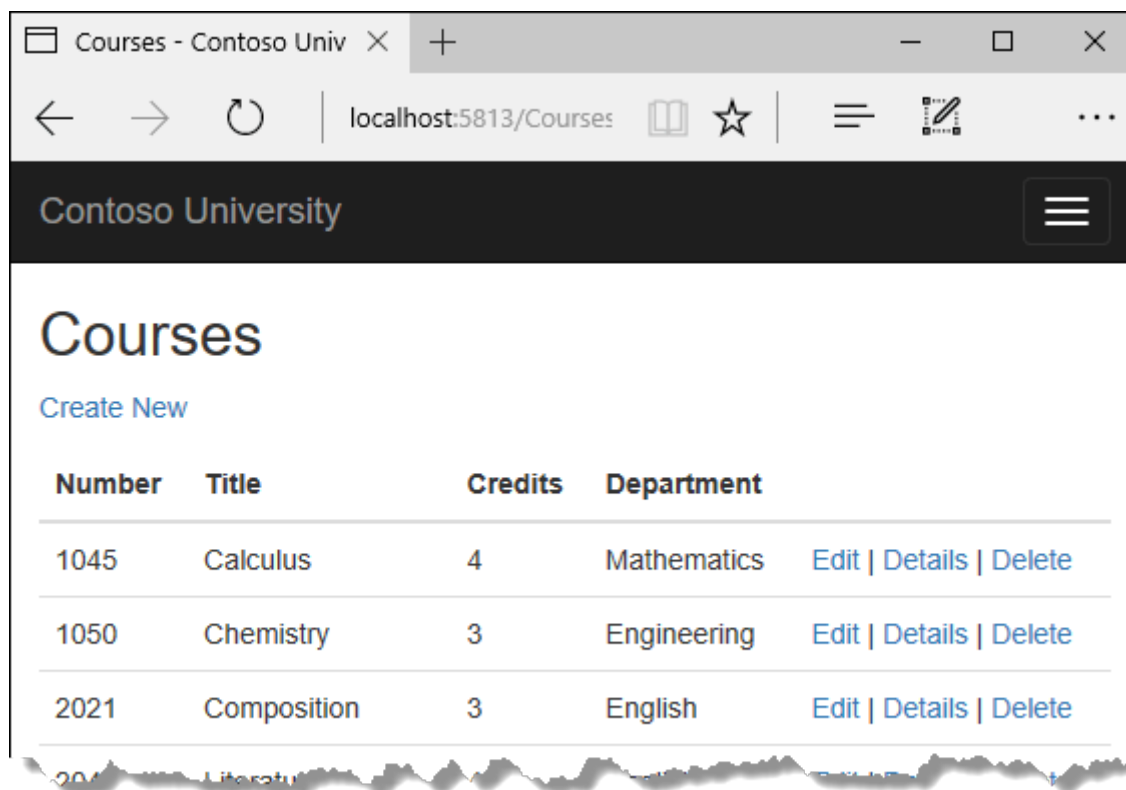 Courses - Contoso Univ
localhost:5813/Courses
Contoso University
Courses
Create New
Number Title Credits Department
1045 Calculus 4 Mathematics Edit | Details | Delete
1050 Chemistry 3 Engineering Edit | Details | Delete
2021 Composition 3 English Edit | Details | Delete